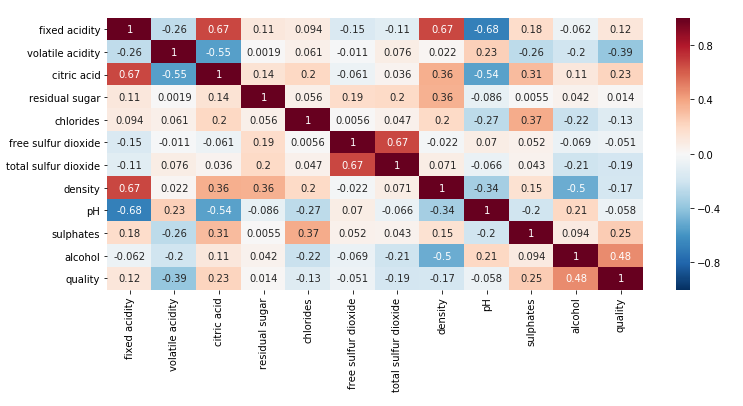 fixed acidity 1 -0.26 0.67 0.11 0.094 -0.15 -0.11 0.67 -0.68 0.18 -0.062 0.12
volatile acidity -0.26 1 -0.55 0.0019 0.061 -0.011 0.076 0.022 0.23 -0.26 -0.2 -0.39
citric acid 0.67 -0.55 1 0.14 0.2 -0.061 0.036 0.36 -0.54 0.31 0.11 0.23
residual sugar 0.11 0.0019 0.14 1 0.056 0.19 0.2 0.36 -0.086 0.0055 0.042 0.014
chlorides 0.094 0.061 0.2 0.056 1 0.0056 0.047 0.2 -0.27 0.37 -0.22 -0.13
free sulfur dioxide -0.15 -0.011 -0.061 0.19 0.0056 1 0.67 -0.022 0.07 0.052 -0.069 -0.051
total sulfur dioxide -0.11 0.076 0.036 0.2 0.047 0.67 1 0.071 -0.066 0.043 -0.21 -0.19
density 0.67 0.022 0.36 0.36 0.2 -0.022 0.071 1 -0.34 0.15 -0.5 -0.17
pH -0.68 0.23 -0.54 -0.086 -0.27 0.07 -0.066 -0.34 1 -0.2 0.21 -0.058
sulphates 0.18 -0.26 0.31 0.0055 0.37 0.052 0.043 0.15 -0.2 1 0.094 0.25
alcohol -0.062 -0.2 0.11 0.042 -0.22 -0.069 -0.21 -0.5 0.21 0.094 1 0.48
quality 0.12 -0.39 0.23 0.014 -0.13 -0.051 -0.19 -0.17 -0.058 0.25 0.48 1
fixed acidity
volatile acidity
citric acid
residual sugar
chlorides
free sulfur dioxide
total sulfur dioxide
density
pH
sulphates
alcohol
quality
0.8
0.4
0.0
−0.4
−0.8